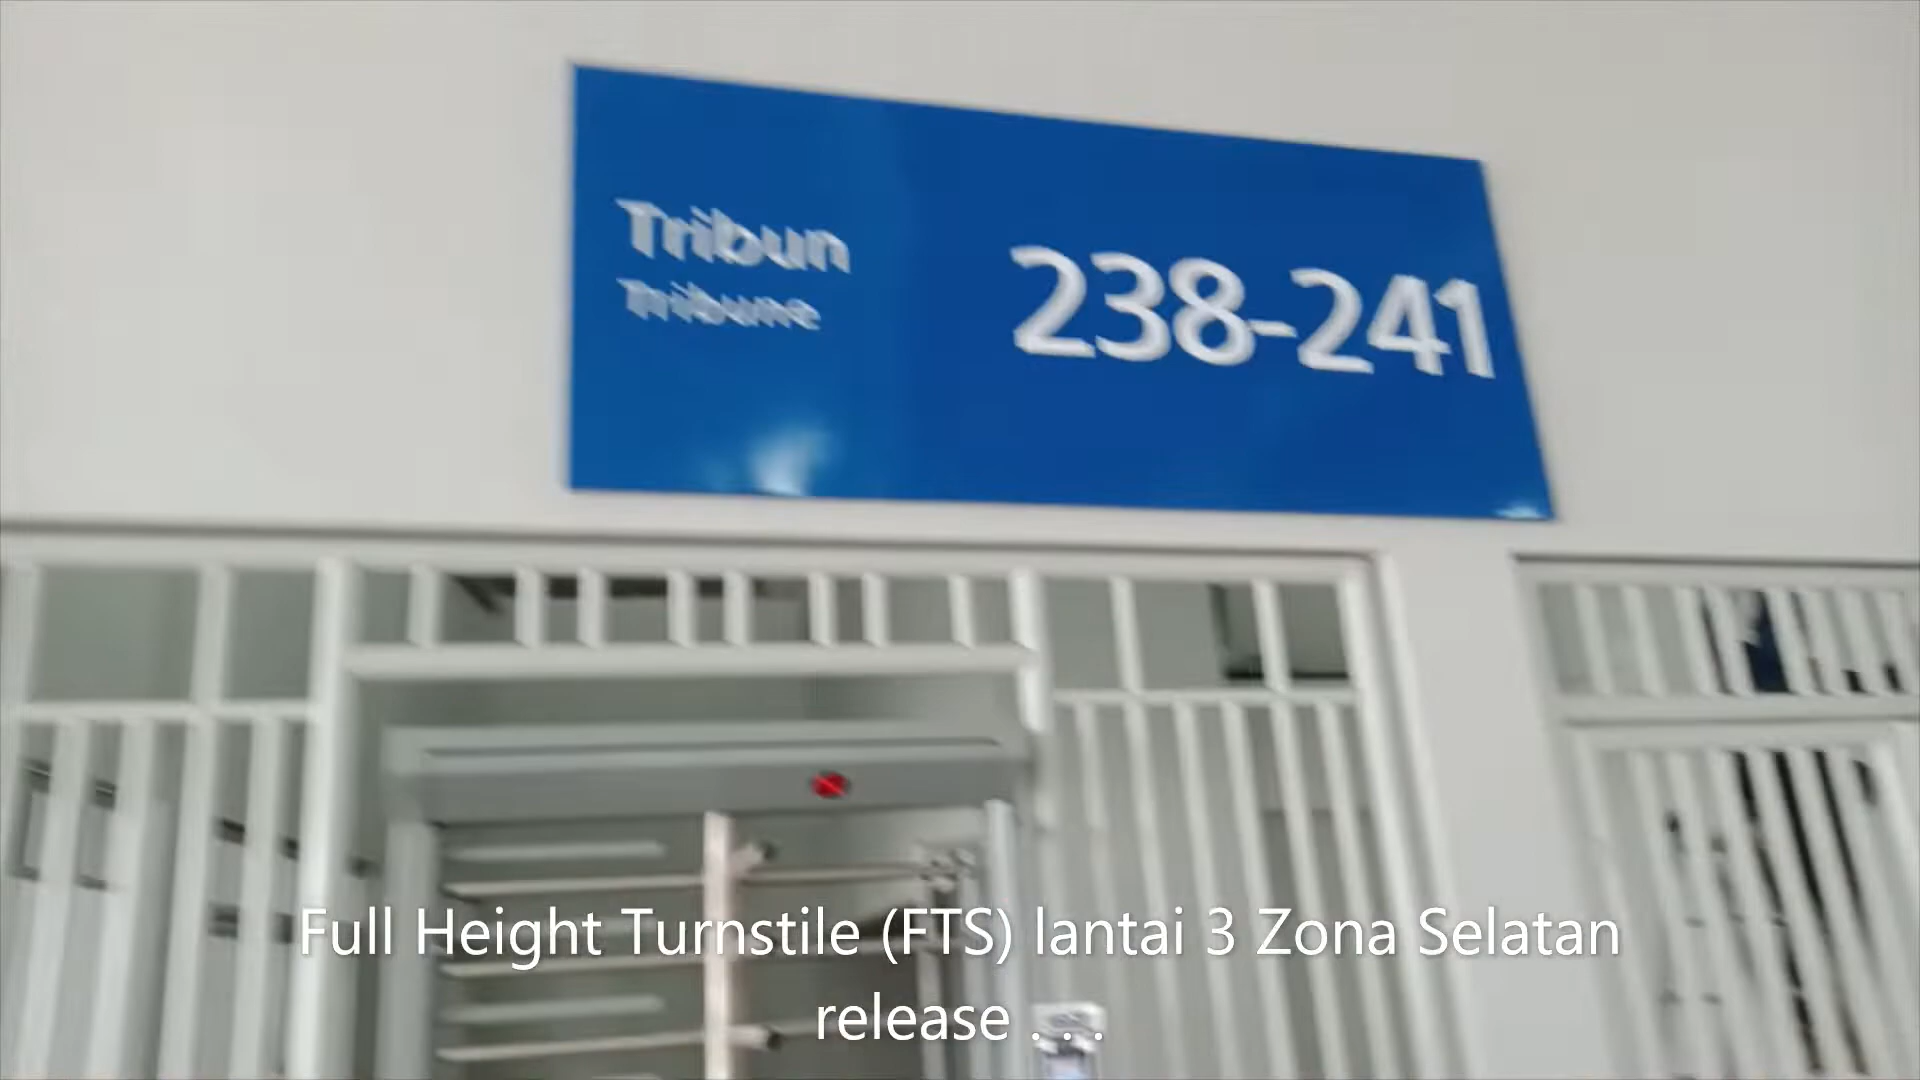 Tribun
Tribune
238-241
Full Height Turnstile (FTS) lantai 3 Zona Selatan
release . . .